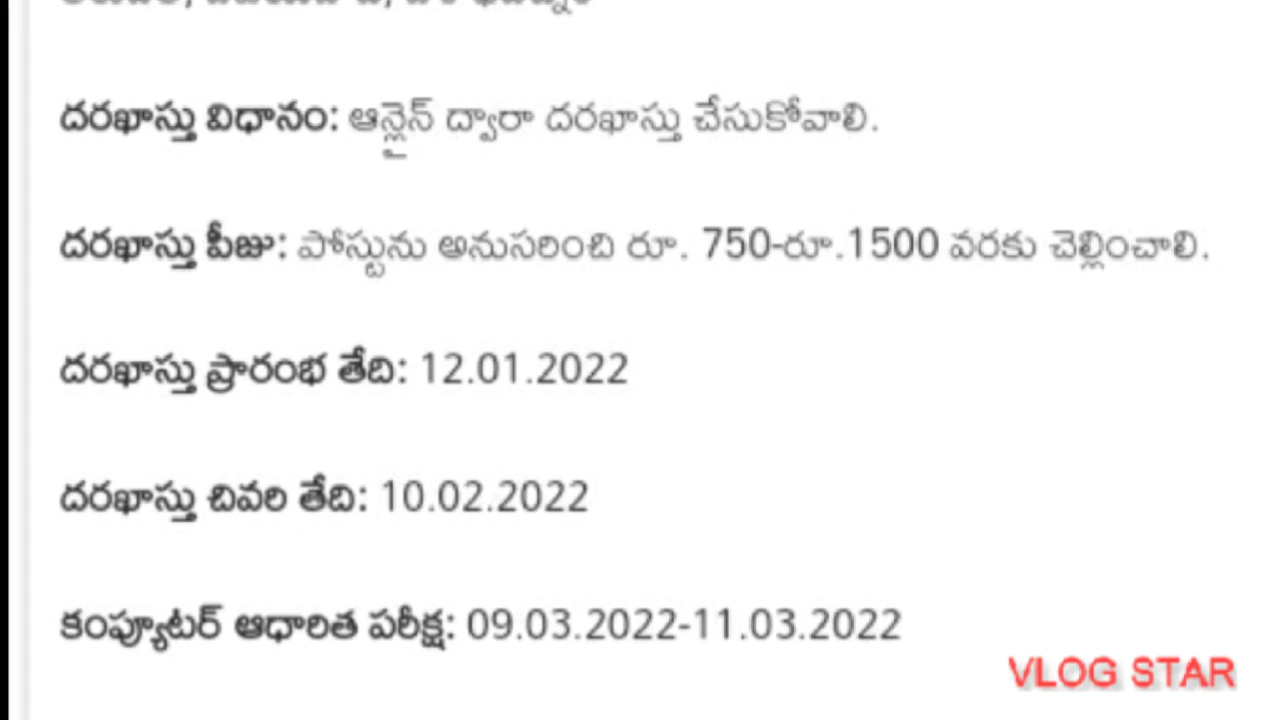 దరఖాస్తు విధానం: ఆన్లైన్ ద్వారా దరఖాస్తు చేసుకోవాలి.
దరఖాస్తు పీజు: పోస్టును అనుసరించి రూ. 750-రూ.1500 వరకు చెల్లించాలి.
దరఖాస్తు ప్రారంభ తేది: 12.01.2022
దరఖాస్తు చివరి తేది: 10.02.2022
కంప్యూటర్ ఆధారిత పరీక్ష: 09.03.2022-11.03.2022
VLOG STAR